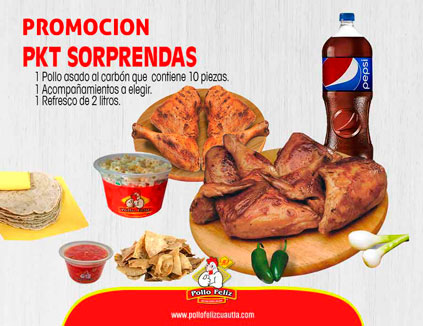 PROMOCION
PKT SORPRENDAS
1 Pollo asado al carbón que contiene 10 piezas.
1 Acompañamientos a elegir.
1 Refresco de 2 litros.
pepsi
Pollo Feliz
www.pollofelizcuautla.com